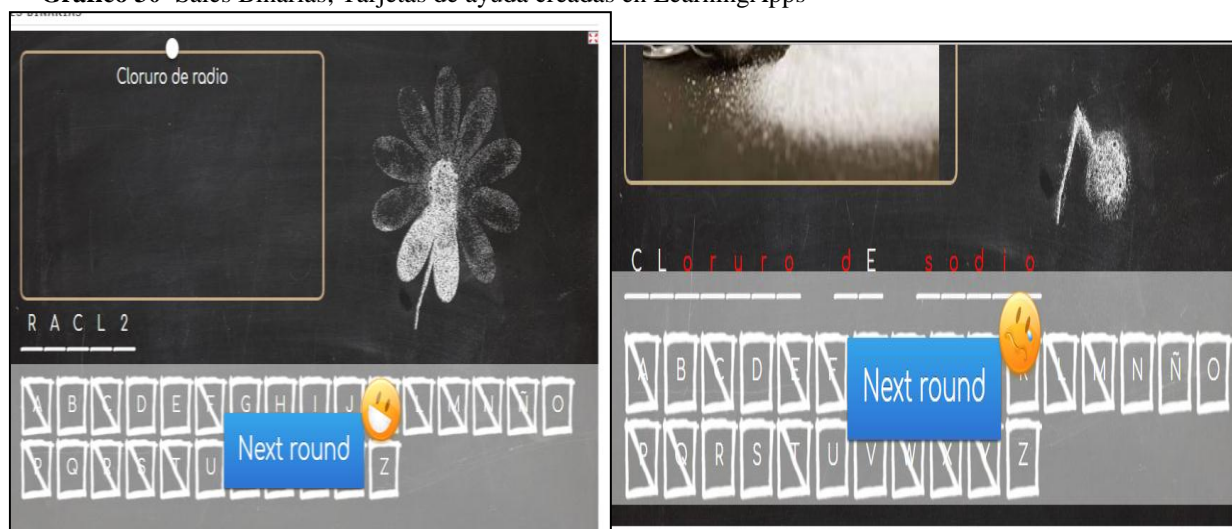 Gráfico 30 Sales Binarias, Tarjetas de ayuda creadas en LearningApps
Cloruro de radio
R A C L 2
A B C D E F G H I J L M N Ñ O
P Q R S T U Z
Next round
C L o r u r o d E s o d i o
A B C D E F K L M N Ñ O
P Q R S T U V W X Y Z
Next round